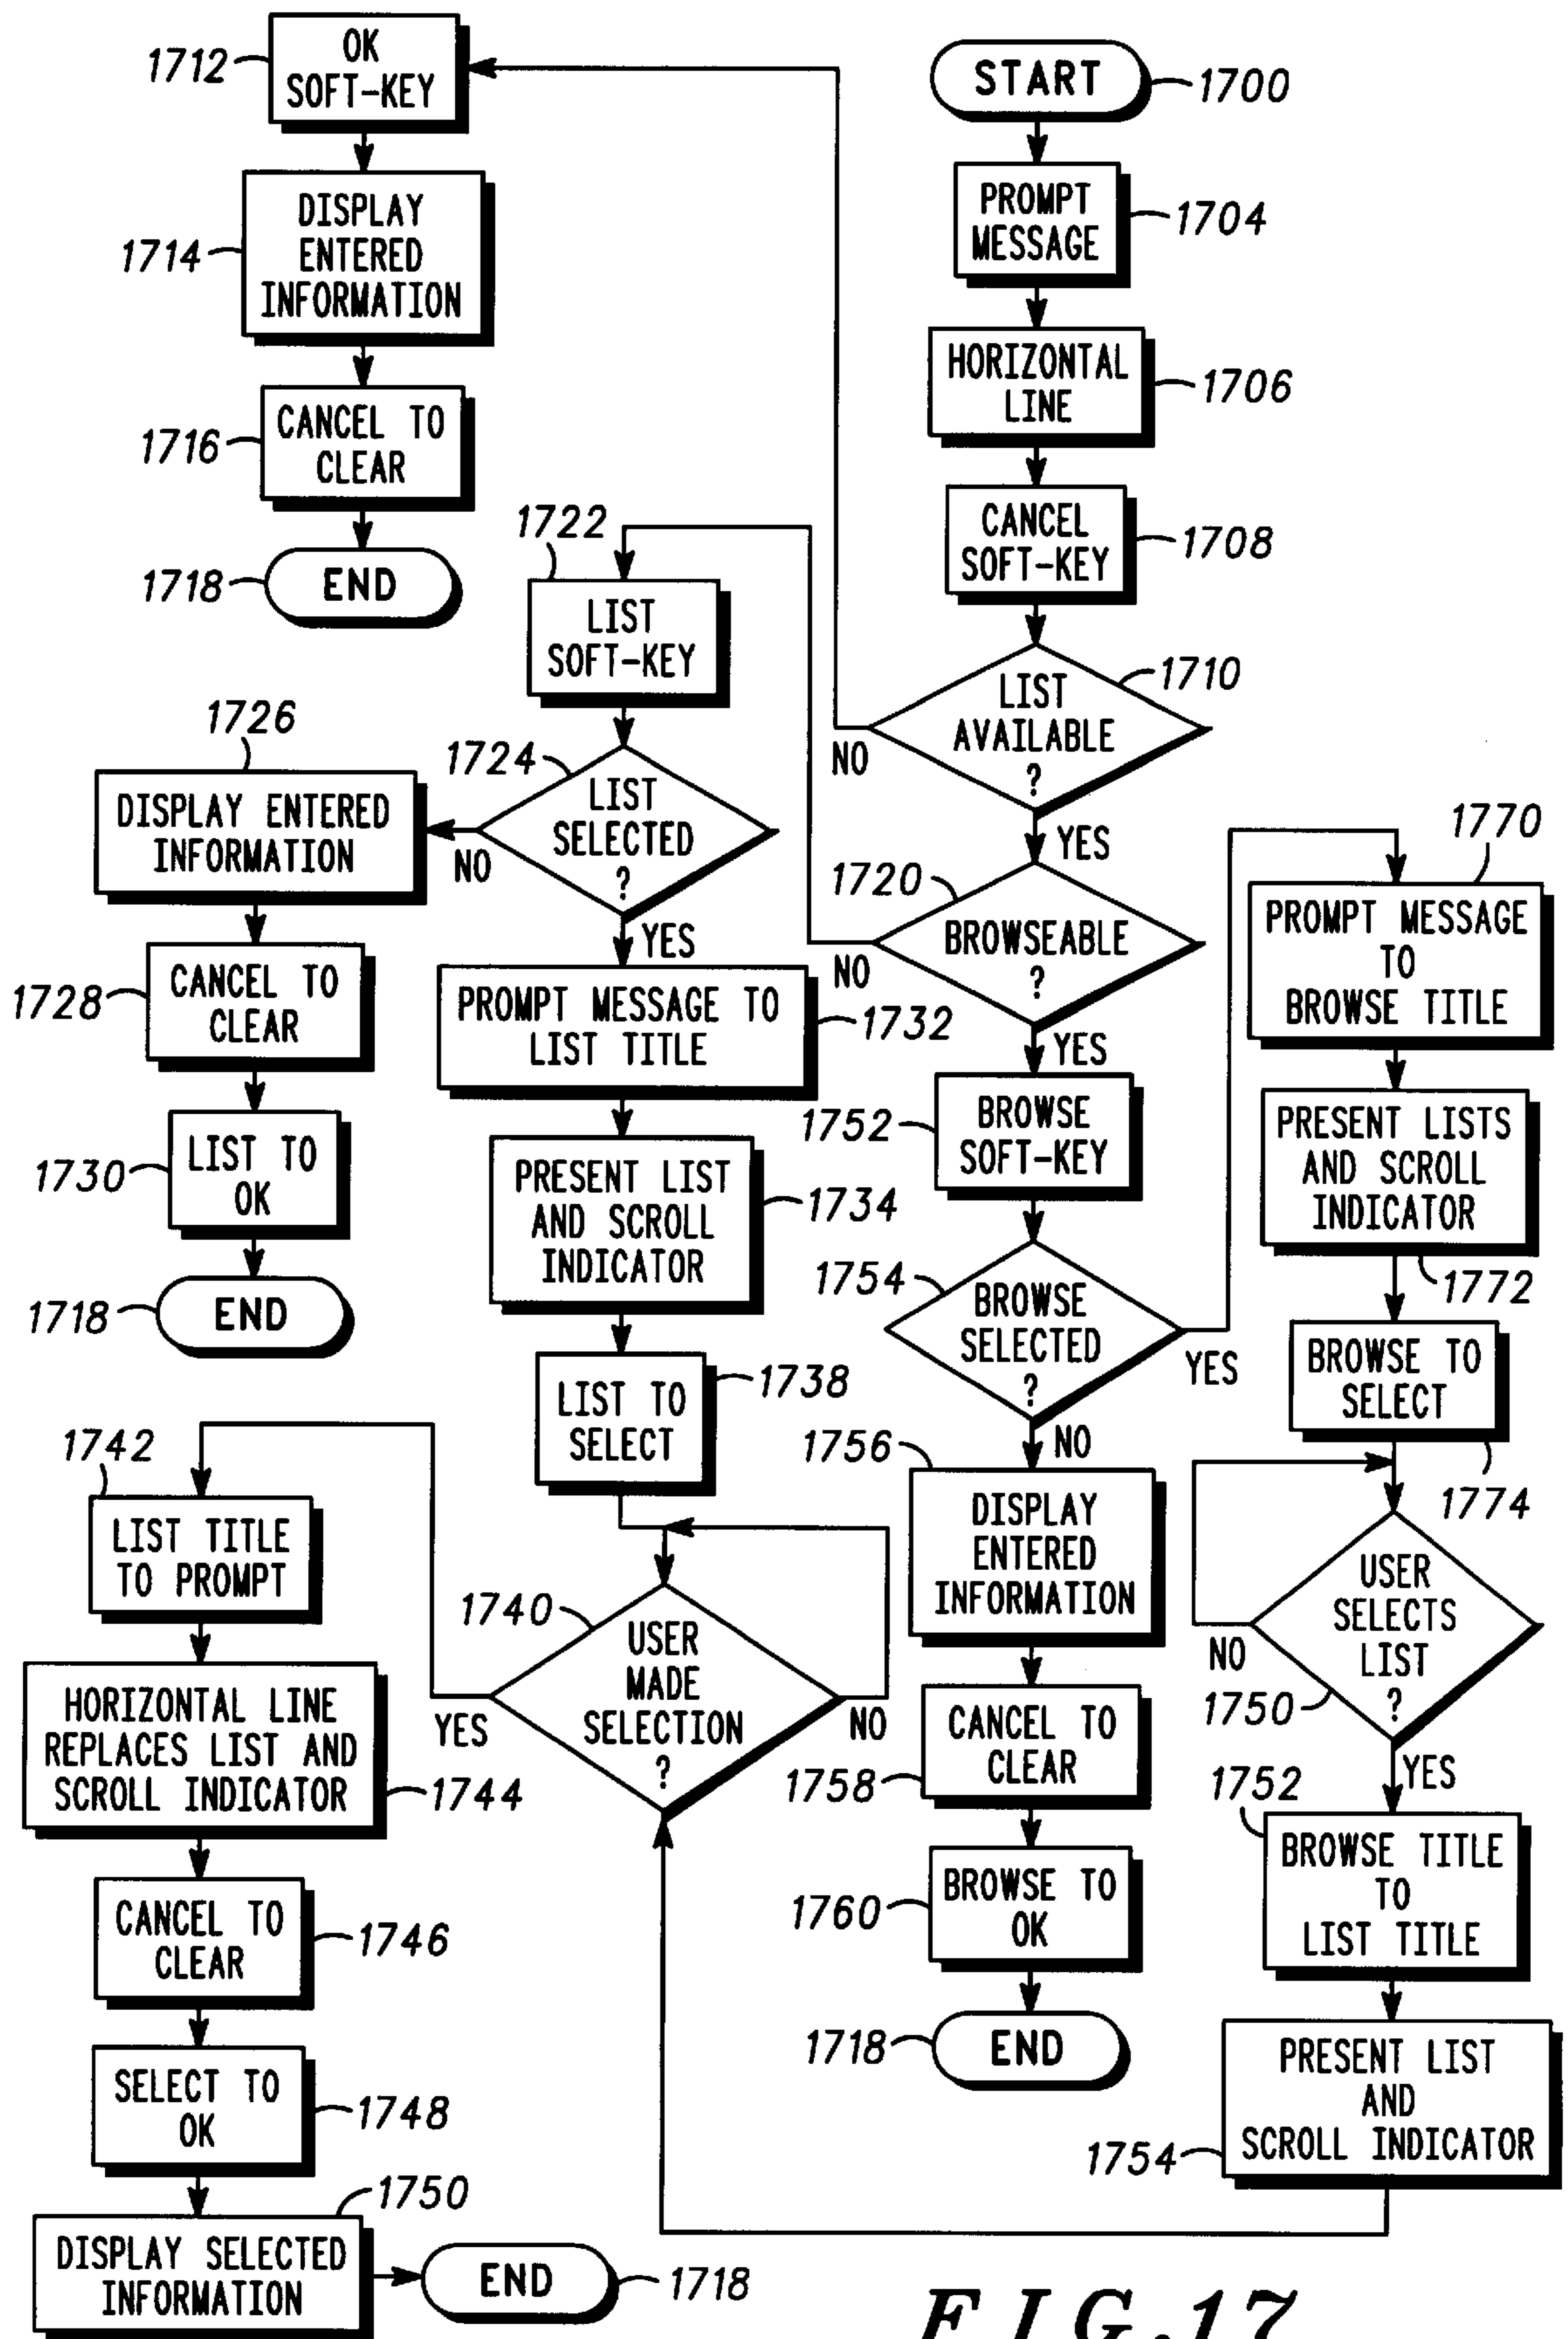 START
1700
PROMPT
MESSAGE
1704
HORIZONTAL
LINE
1706
CANCEL
SOFT-KEY
1708
LIST
AVAILABLE
?
1710
NO
YES
OK
SOFT-KEY
1712
DISPLAY
ENTERED
INFORMATION
1714
CANCEL TO
CLEAR
1716
END
1718
BROWSEABLE
?
1720
NO
YES
1722
LIST
SOFT-KEY
1724
LIST
SELECTED
?
NO
YES
1726
DISPLAY ENTERED
INFORMATION
1728
CANCEL TO
CLEAR
1730
LIST TO
OK
1718
END
PROMPT MESSAGE TO
LIST TITLE
1732
PRESENT LIST
AND SCROLL
INDICATOR
1734
LIST TO
SELECT
1738
1740
USER
MADE
SELECTION
?
YES
NO
1742
LIST TITLE
TO PROMPT
HORIZONTAL LINE
REPLACES LIST AND
SCROLL INDICATOR
1744
CANCEL TO
CLEAR
1746
SELECT TO
OK
1748
1750
DISPLAY SELECTED
INFORMATION
END
1718
1752
BROWSE
SOFT-KEY
1754
BROWSE
SELECTED
?
YES
NO
1756
DISPLAY
ENTERED
INFORMATION
CANCEL TO
CLEAR
1758
BROWSE TO
OK
1760
1718
END
1770
PROMPT MESSAGE
TO
BROWSE TITLE
PRESENT LISTS
AND SCROLL
INDICATOR
1772
BROWSE TO
SELECT
1774
USER
SELECTS
LIST
?
NO
1750
YES
1752
BROWSE TITLE
TO
LIST TITLE
PRESENT LIST
AND
SCROLL INDICATOR
1754
FIG.17